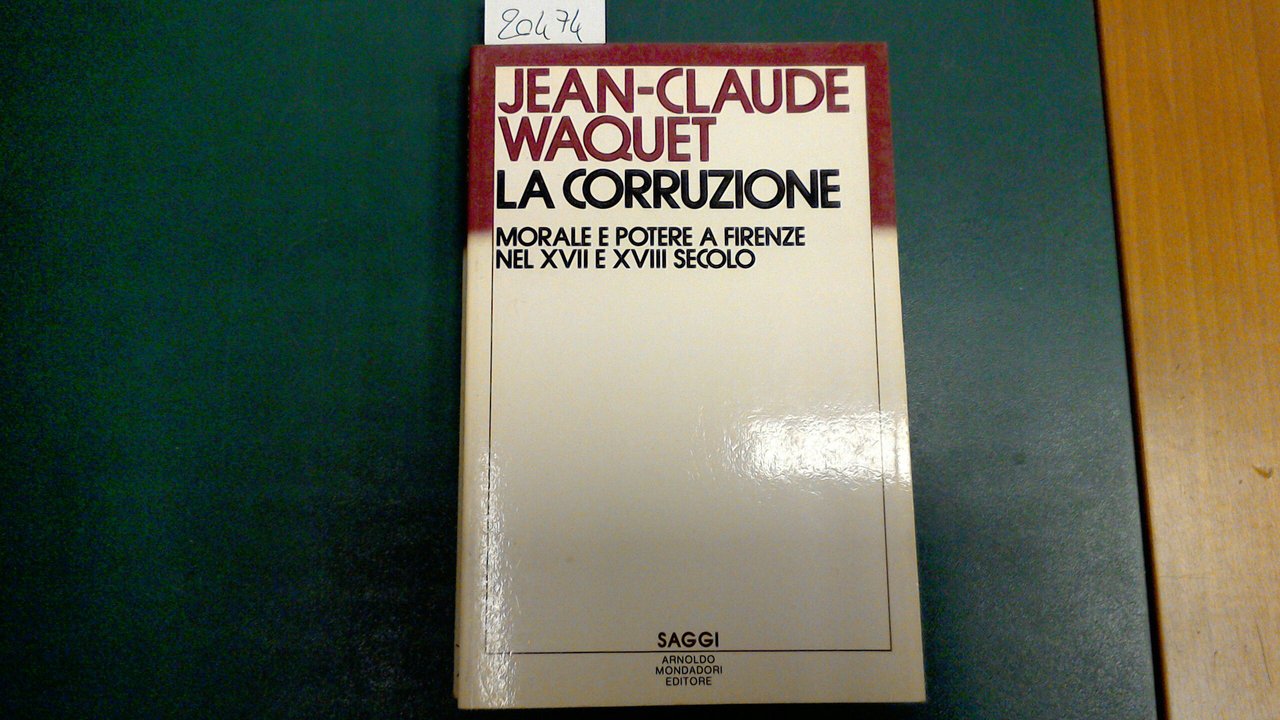 20474
JEAN-CLAUDE
WAQUET
LA CORRUZIONE
MORALE E POTERE A FIRENZE
NEL XVII E XVIII SECOLO
SAGGI
ARNOLDO
MONDADORI
EDITORE